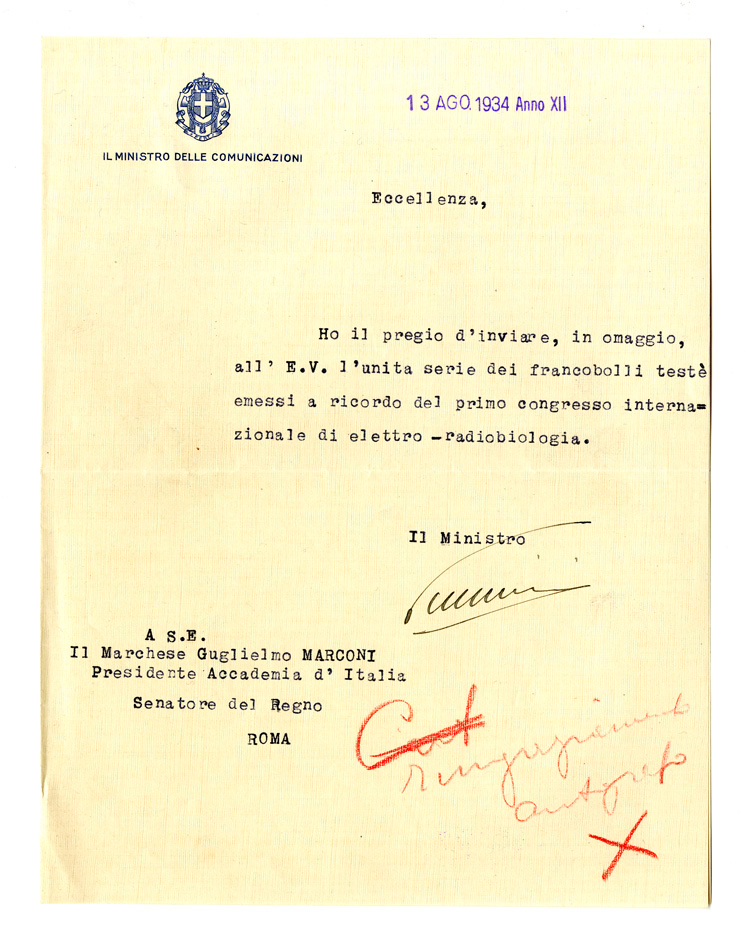 13 AGO. 1934 Anno XII
IL MINISTRO DELLE COMUNICAZIONI
Eccellenza,
Ho il pregio d'inviare, in omaggio,
all' E.V. l'unita serie dei francobolli testè
emessi a ricordo del primo congresso interna=
zionale di elettro -radiobiologia.
Il Ministro
A S.E.
Il Marchese Guglielmo MARCONI
Presidente Accademia d' Italia
Senatore del Regno
ROMA
ringraziamento
autografo
X